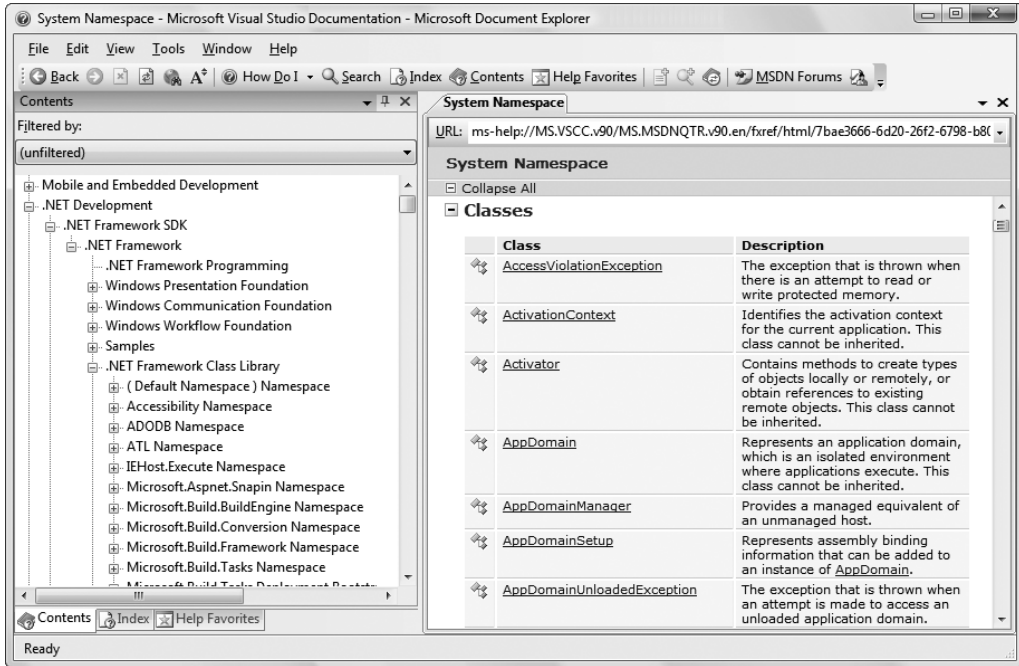 System Namespace - Microsoft Visual Studio Documentation - Microsoft Document Explorer
File Edit View Tools Window Help
Back How Do I Search Index Contents Help Favorites MSDN Forums
Contents
Filtered by:
(unfiltered)
Mobile and Embedded Development
.NET Development
.NET Framework SDK
.NET Framework
.NET Framework Programming
Windows Presentation Foundation
Windows Communication Foundation
Windows Workflow Foundation
Samples
.NET Framework Class Library
( Default Namespace ) Namespace
Accessibility Namespace
ADODB Namespace
ATL Namespace
IEHost.Execute Namespace
Microsoft.Aspnet.Snapin Namespace
Microsoft.Build.BuildEngine Namespace
Microsoft.Build.Conversion Namespace
Microsoft.Build.Framework Namespace
Microsoft.Build.Tasks Namespace
Contents Index Help Favorites
Ready
System Namespace
URL: ms-help://MS.VSCC.v90/MS.MSDNQTR.v90.en/fxref/html/7bae3666-6d20-26f2-6798-b80
System Namespace
Collapse All
Classes
Class Description
AccessViolationException The exception that is thrown when
there is an attempt to read or
write protected memory.
ActivationContext Identifies the activation context
for the current application. This
class cannot be inherited.
Activator Contains methods to create types
of objects locally or remotely, or
obtain references to existing
remote objects. This class cannot
be inherited.
AppDomain Represents an application domain,
which is an isolated environment
where applications execute. This
class cannot be inherited.
AppDomainManager Provides a managed equivalent of
an unmanaged host.
AppDomainSetup Represents assembly binding
information that can be added to
an instance of AppDomain.
AppDomainUnloadedException The exception that is thrown when
an attempt is made to access an
unloaded application domain.